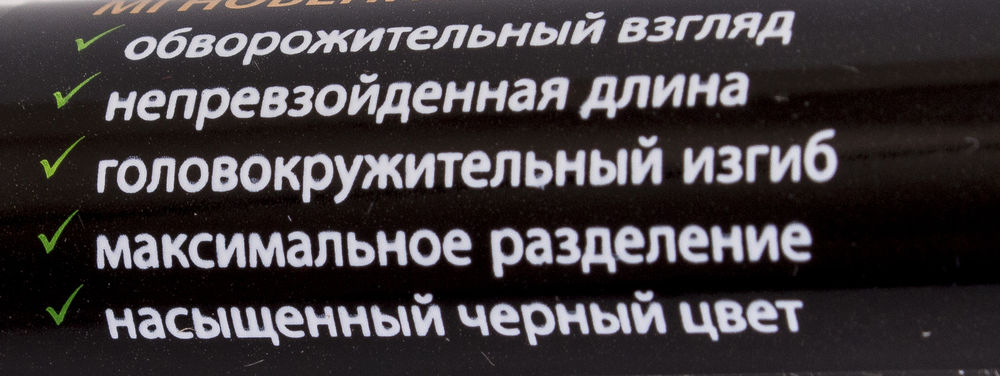 обворожительный взгляд
непревзойденная длина
головокружительный изгиб
максимальное разделение
насыщенный черный цвет